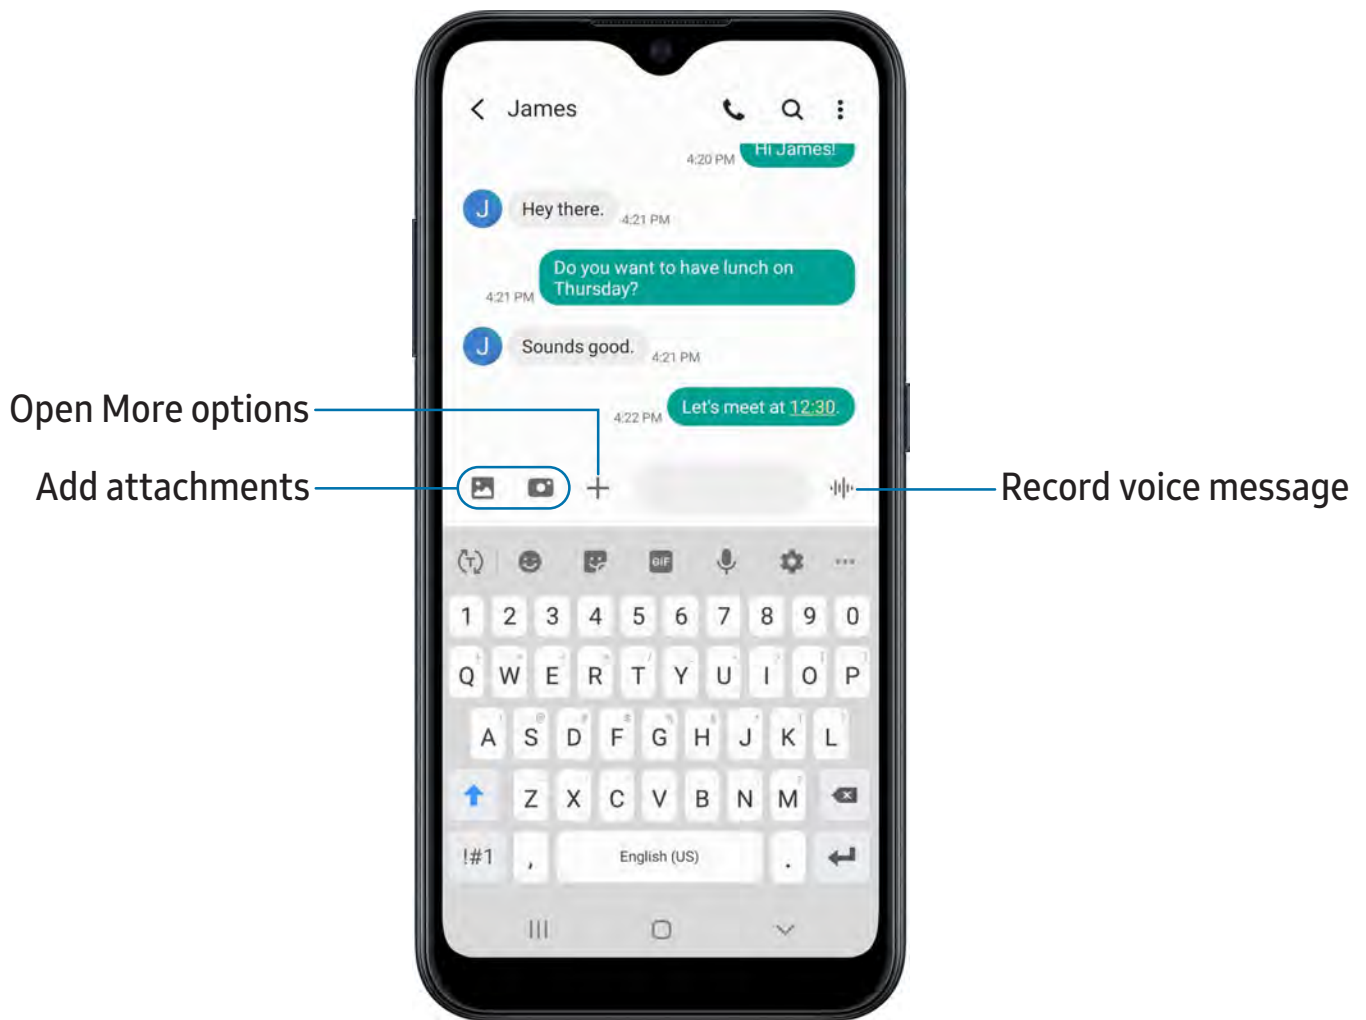 James
Hi James!
4:20 PM
J
Hey there.
4:21 PM
Do you want to have lunch on
Thursday?
4:21 PM
J
Sounds good.
4:21 PM
Let's meet at 12:30.
4:22 PM
Open More options
Add attachments
Record voice message
T
GIF
1 2 3 4 5 6 7 8 9 0
Q W E R T Y U I O P
A S D F G H J K L
Z X C V B N M
!#1 , English (US) .